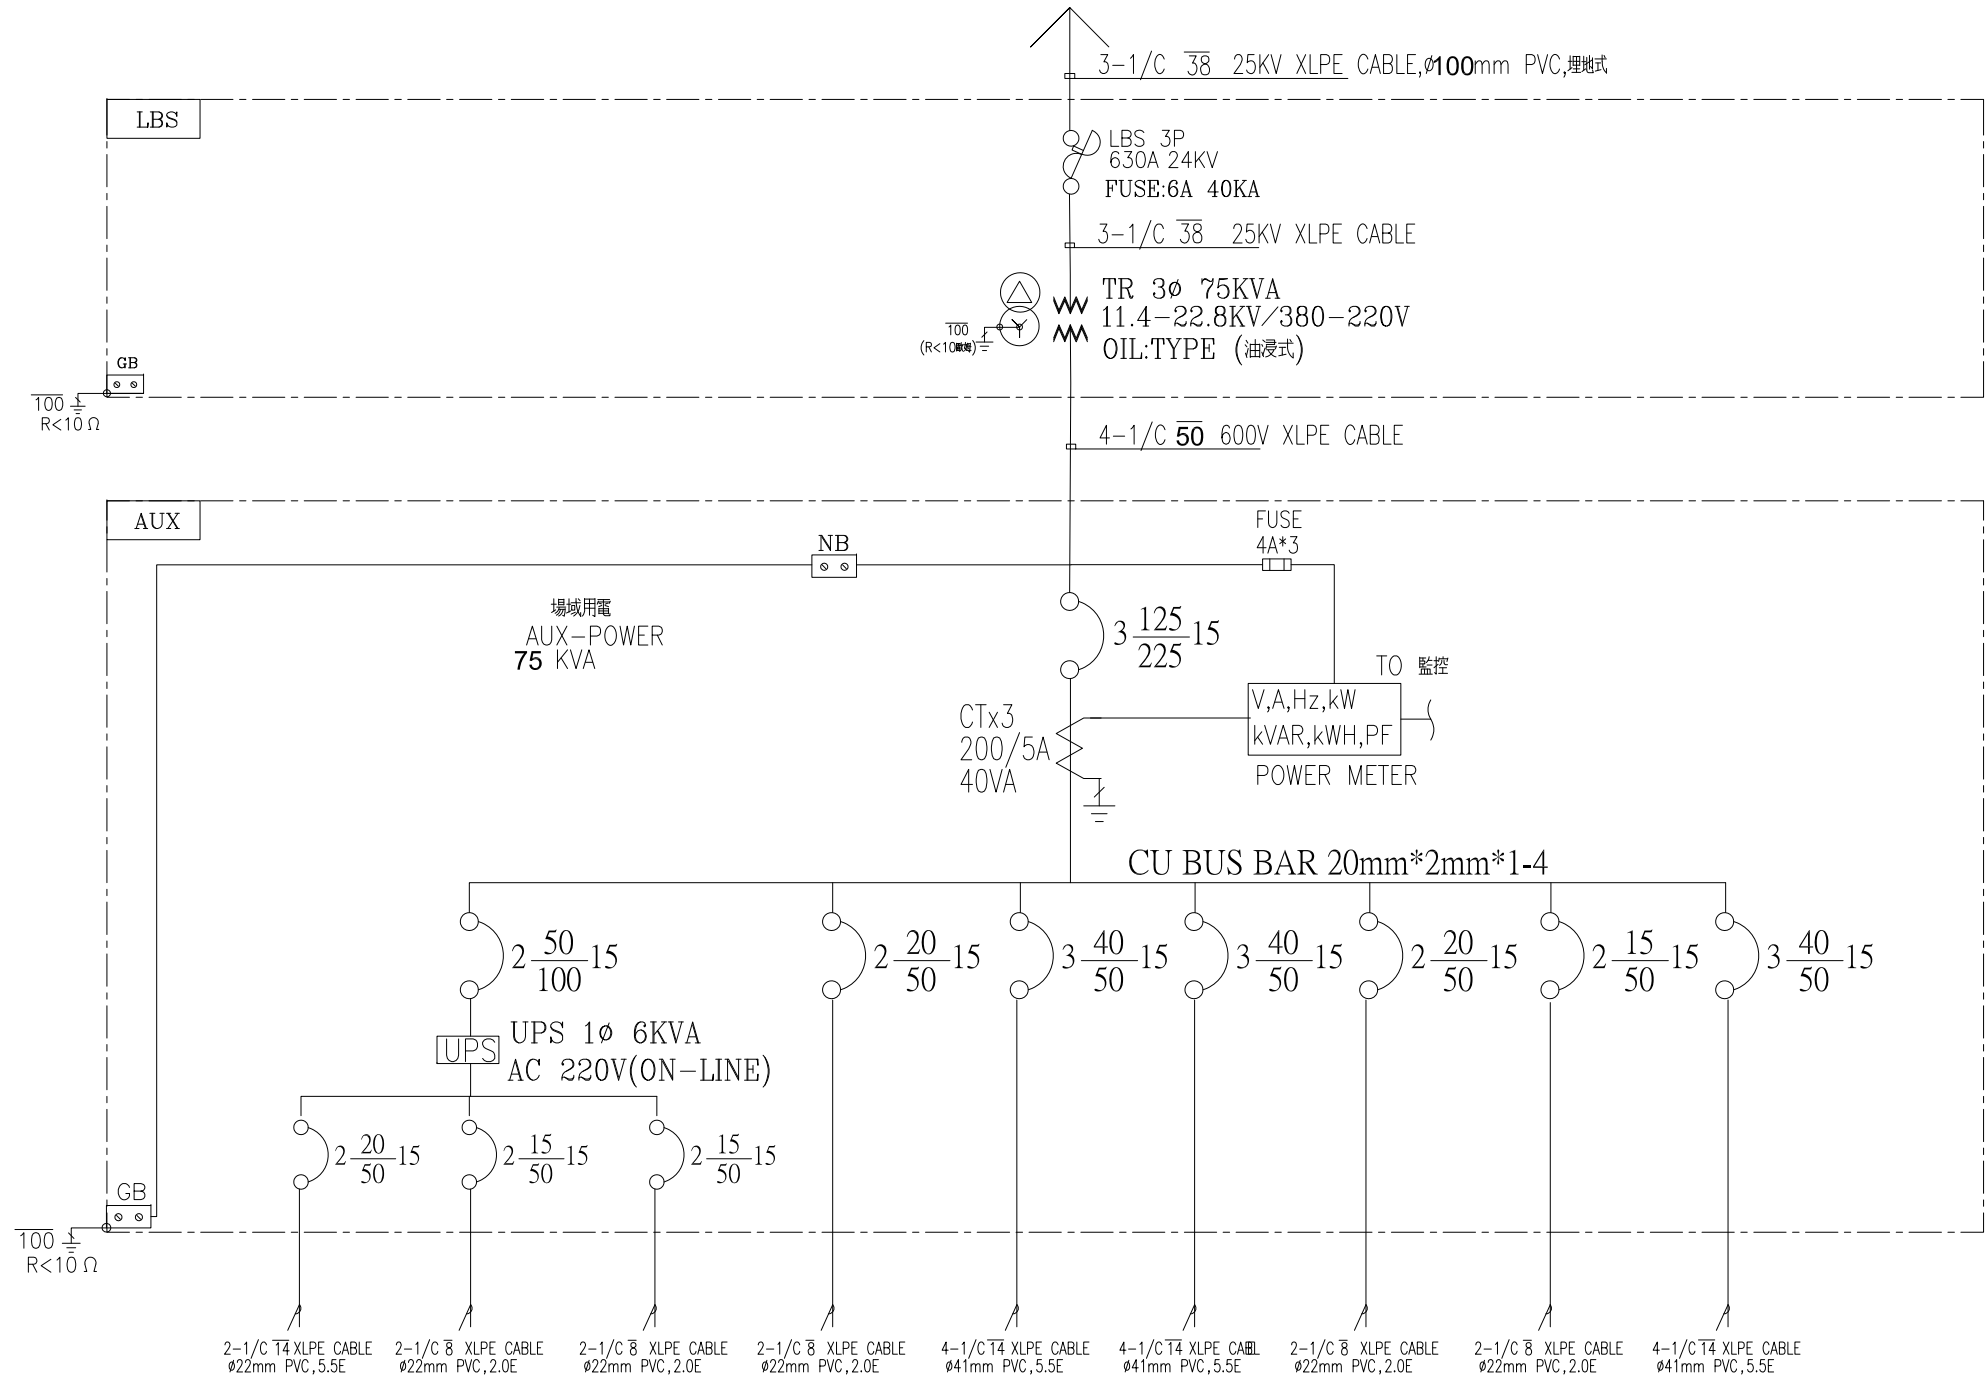 3-1/C 38 25KV XLPE CABLE,ø100mm PVC,埋地式
LBS
LBS 3P
630A 24KV
FUSE:6A 40KA
3-1/C 38 25KV XLPE CABLE
TR 3ø 75KVA
11.4-22.8KV/380-220V
OIL:TYPE (油浸式)
100
(R<10歐姆)
GB
100
R<10 Ω
4-1/C 50 600V XLPE CABLE
AUX
NB
FUSE
4A*3
場域用電
AUX-POWER
75 KVA
3 125/225 15
TO 監控
V,A,Hz,kW
kVAR,kWH,PF
POWER METER
CTx3
200/5A
40VA
CU BUS BAR 20mm*2mm*1-4
2 50/100 15
2 20/50 15
3 40/50 15
3 40/50 15
2 20/50 15
2 15/50 15
3 40/50 15
UPS
UPS 1ø 6KVA
AC 220V(ON-LINE)
2 20/50 15
2 15/50 15
2 15/50 15
GB
100
R<10 Ω
2-1/C 14 XLPE CABLE
ø22mm PVC,5.5E
2-1/C 8 XLPE CABLE
ø22mm PVC,2.0E
2-1/C 8 XLPE CABLE
ø22mm PVC,2.0E
2-1/C 8 XLPE CABLE
ø22mm PVC,2.0E
4-1/C 14 XLPE CABLE
ø41mm PVC,5.5E
4-1/C 14 XLPE CABLE
ø41mm PVC,5.5E
2-1/C 8 XLPE CABLE
ø22mm PVC,2.0E
2-1/C 8 XLPE CABLE
ø22mm PVC,2.0E
4-1/C 14 XLPE CABLE
ø41mm PVC,5.5E